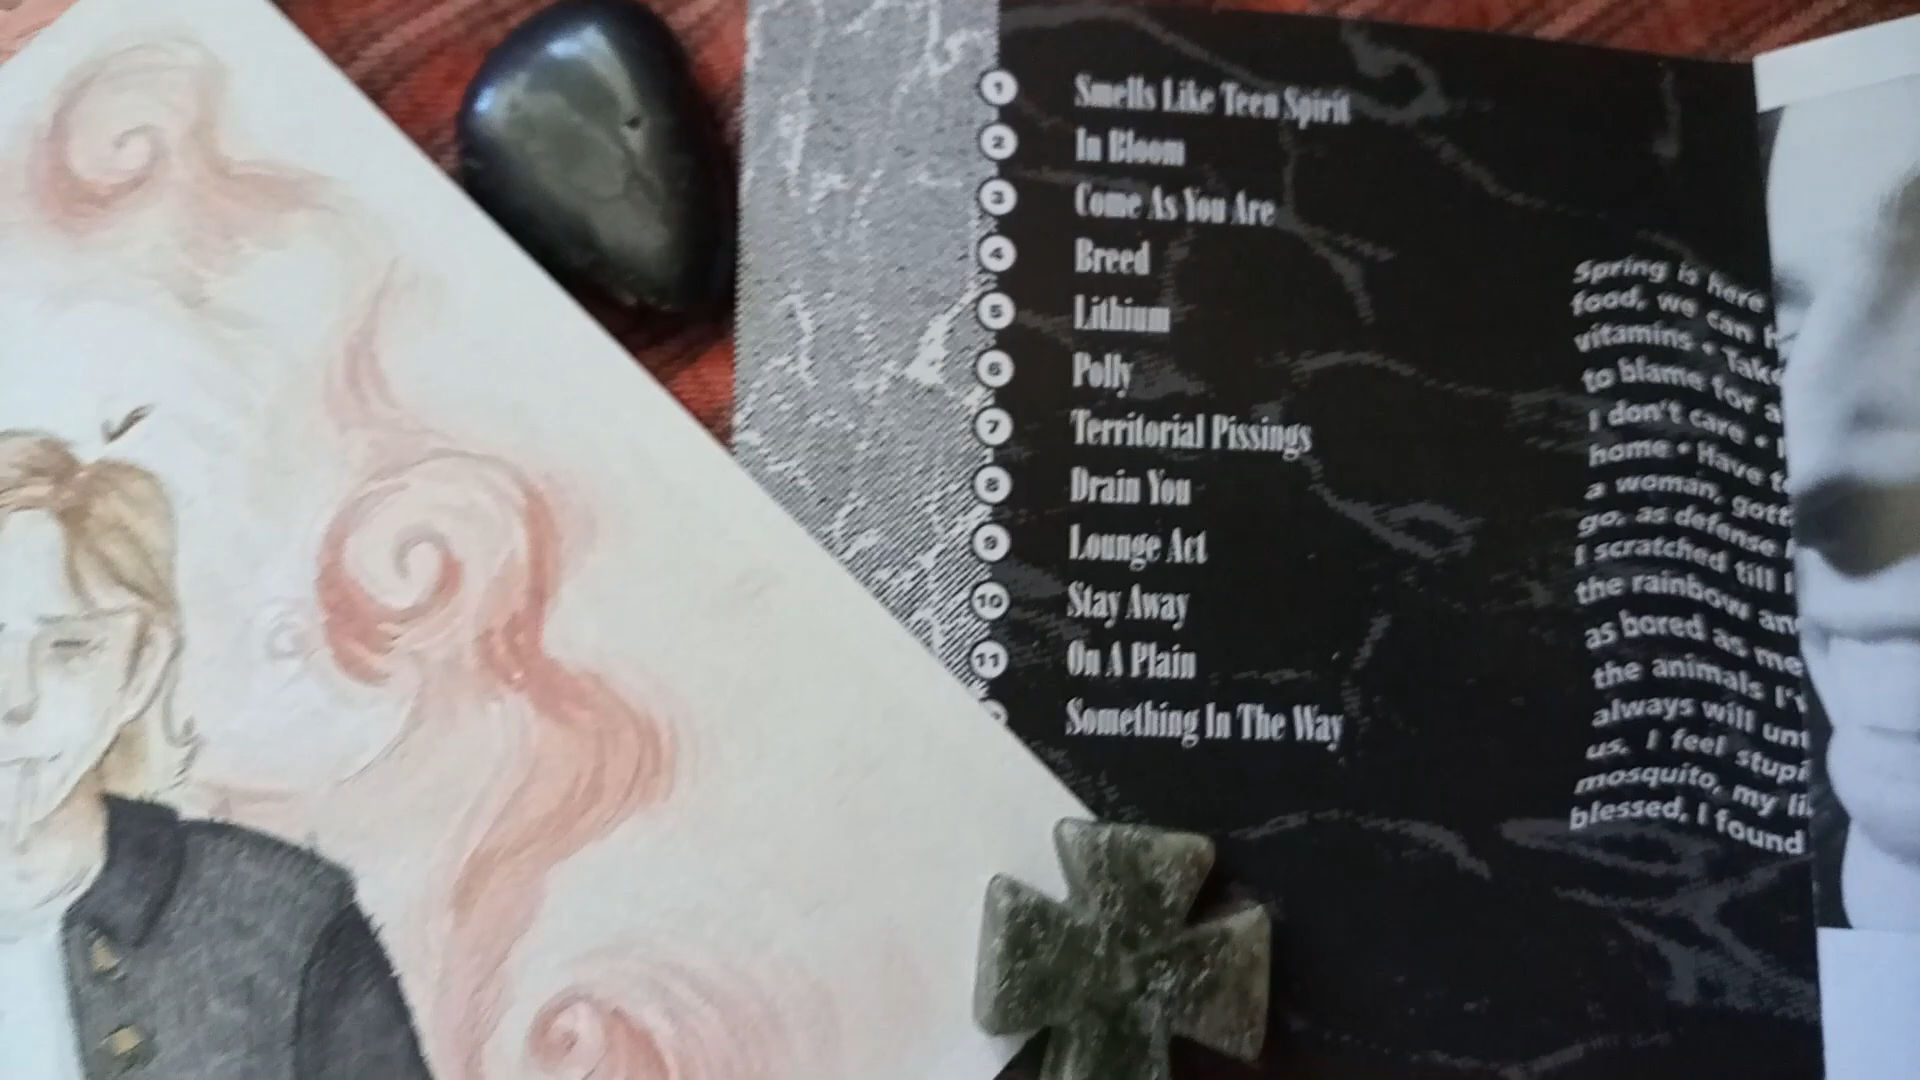 1 Smells Like Teen Spirit
2 In Bloom
3 Come As You Are
4 Breed
5 Lithium
6 Polly
7 Territorial Pissings
8 Drain You
9 Lounge Act
10 Stay Away
11 On A Plain
Something In The Way
Spring is here
food, we can
vitamins • Take
to blame for a
I don't care •
home • Have
a woman, gott
go, as defense
I scratched till
the rainbow an
as bored as me
the animals I'v
always will unt
us. I feel stupi
mosquito, my li
blessed, I found